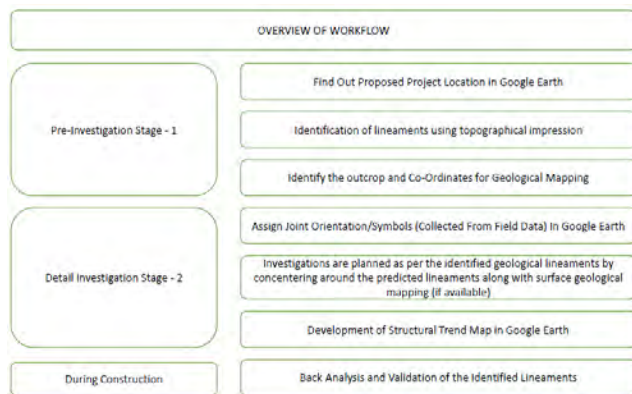 OVERVIEW OF WORKFLOW
Pre-Investigation Stage - 1
Find Out Proposed Project Location in Google Earth
Identification of lineaments using topographical impression
Identify the outcrop and Co-Ordinates for Geological Mapping
Detail Investigation Stage - 2
Assign Joint Orientation/Symbols (Collected From Field Data) In Google Earth
Investigations are planned as per the identified geological lineaments by
concentering around the predicted lineaments along with surface geological
mapping (if available)
Development of Structural Trend Map in Google Earth
During Construction
Back Analysis and Validation of the Identified Lineaments